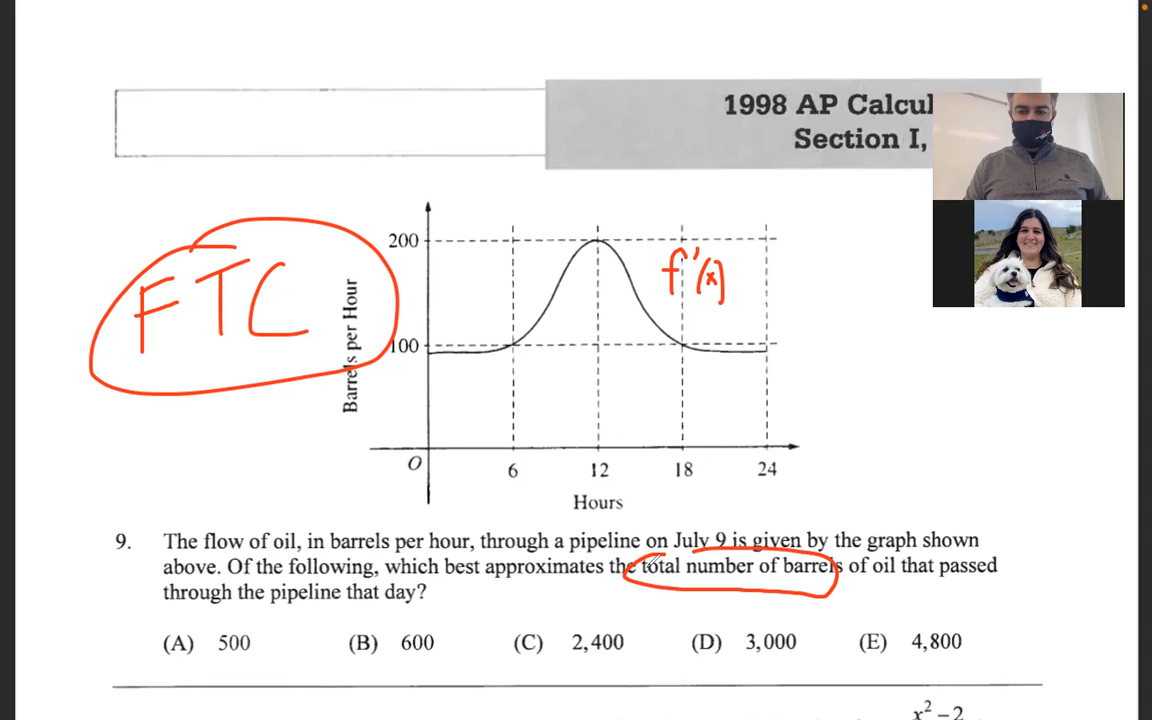 1998 AP Calcul
Section I,
FTC
f'(x)
200
100
Barrels per Hour
O
6
12
18
24
Hours
9. The flow of oil, in barrels per hour, through a pipeline on July 9 is given by the graph shown
above. Of the following, which best approximates the total number of barrels of oil that passed
through the pipeline that day?
(A) 500 (B) 600 (C) 2,400 (D) 3,000 (E) 4,800
x² – 2